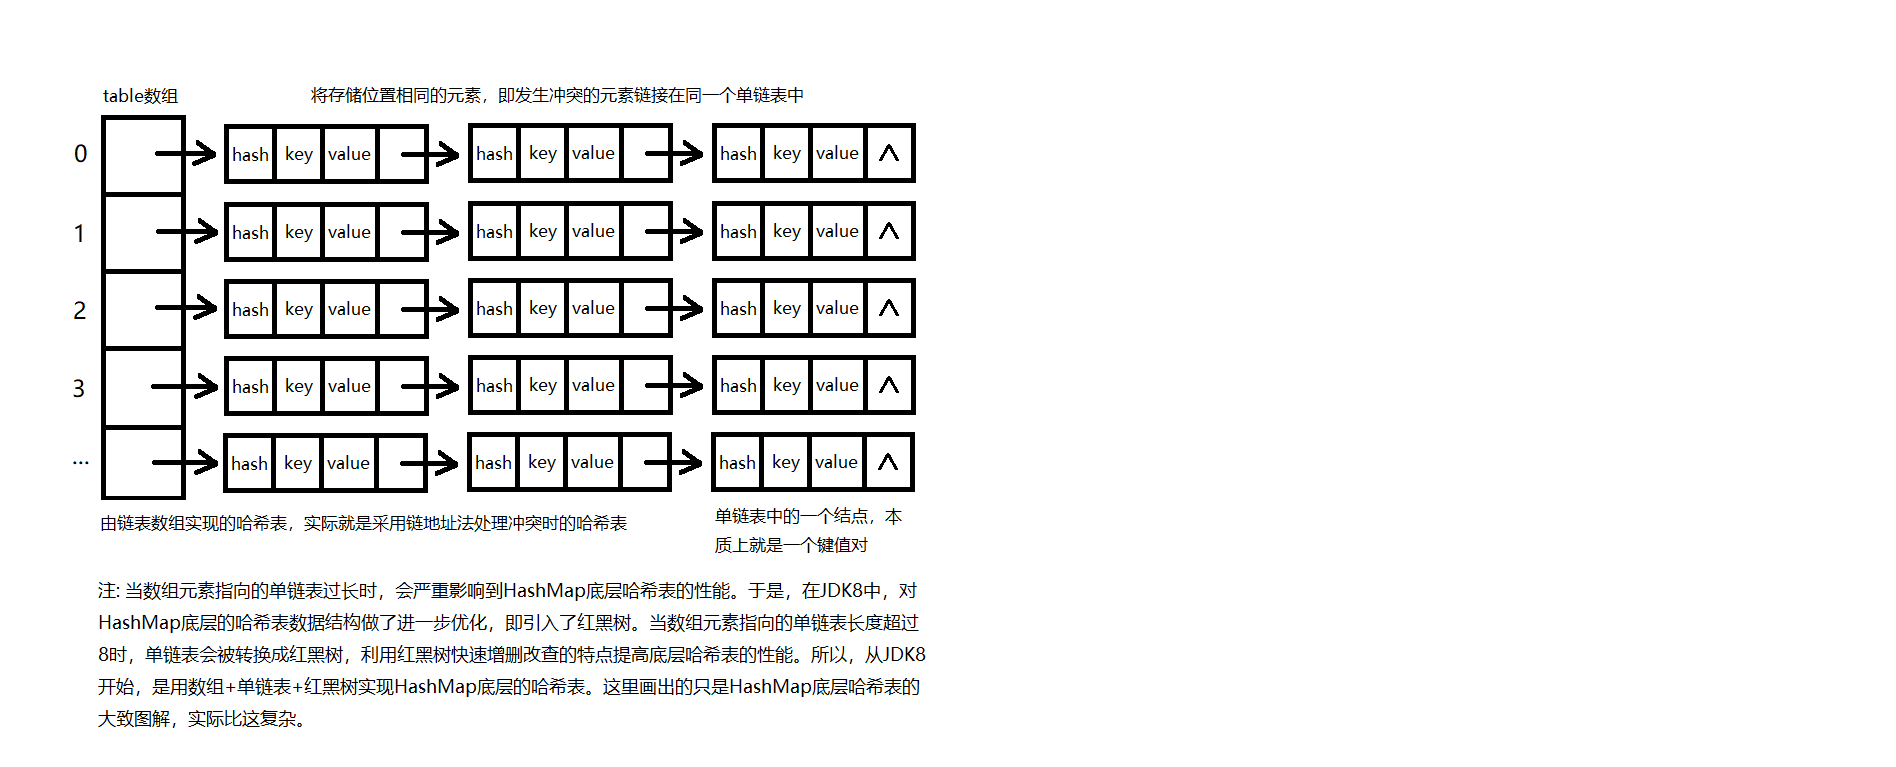 table数组
将存储位置相同的元素，即发生冲突的元素链接在同一个单链表中
0 hash key value hash key value hash key value ^
1 hash key value hash key value hash key value ^
2 hash key value hash key value hash key value ^
3 hash key value hash key value hash key value ^
... hash key value hash key value hash key value ^
由链表数组实现的哈希表，实际就是采用链地址法处理冲突时的哈希表
单链表中的一个结点，本
质上就是一个键值对
注: 当数组元素指向的单链表过长时，会严重影响到HashMap底层哈希表的性能。于是，在JDK8中，对
HashMap底层的哈希表数据结构做了进一步优化，即引入了红黑树。当数组元素指向的单链表长度超过
8时，单链表会被转换成红黑树，利用红黑树快速增删改查的特点提高底层哈希表的性能。所以，从JDK8
开始，是用数组+单链表+红黑树实现HashMap底层的哈希表。这里画出的只是HashMap底层哈希表的
大致图解，实际比这复杂。